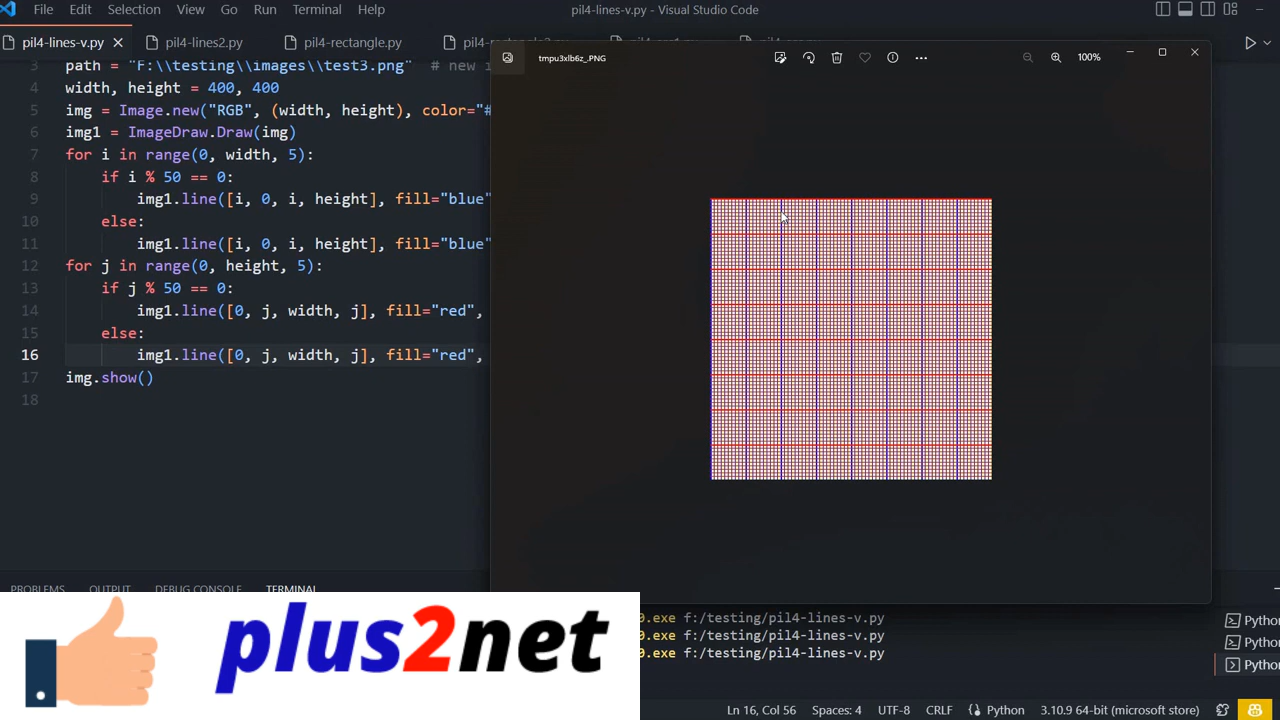 File Edit Selection View Go Run Terminal Help
pil4-lines-v.py - Visual Studio Code
pil4-lines-v.py pil4-lines2.py pil4-rectangle.py
tmpu3xlb6z_.PNG
100%
3 path = "F:\\testing\\images\\test3.png" # new i
4 width, height = 400, 400
5 img = Image.new("RGB", (width, height), color="#
6 img1 = ImageDraw.Draw(img)
7 for i in range(0, width, 5):
8 if i % 50 == 0:
9 img1.line([i, 0, i, height], fill="blue"
10 else:
11 img1.line([i, 0, i, height], fill="blue"
12 for j in range(0, height, 5):
13 if j % 50 == 0:
14 img1.line([0, j, width, j], fill="red",
15 else:
16 img1.line([0, j, width, j], fill="red",
17 img.show()
18
PROBLEMS OUTPUT DEBUG CONSOLE TERMINAL
.exe f:/testing/pil4-lines-v.py
.exe f:/testing/pil4-lines-v.py
.exe f:/testing/pil4-lines-v.py
Pytho
Pytho
Pytho
plus2net
Ln 16, Col 56 Spaces: 4 UTF-8 CRLF Python 3.10.9 64-bit (microsoft store)